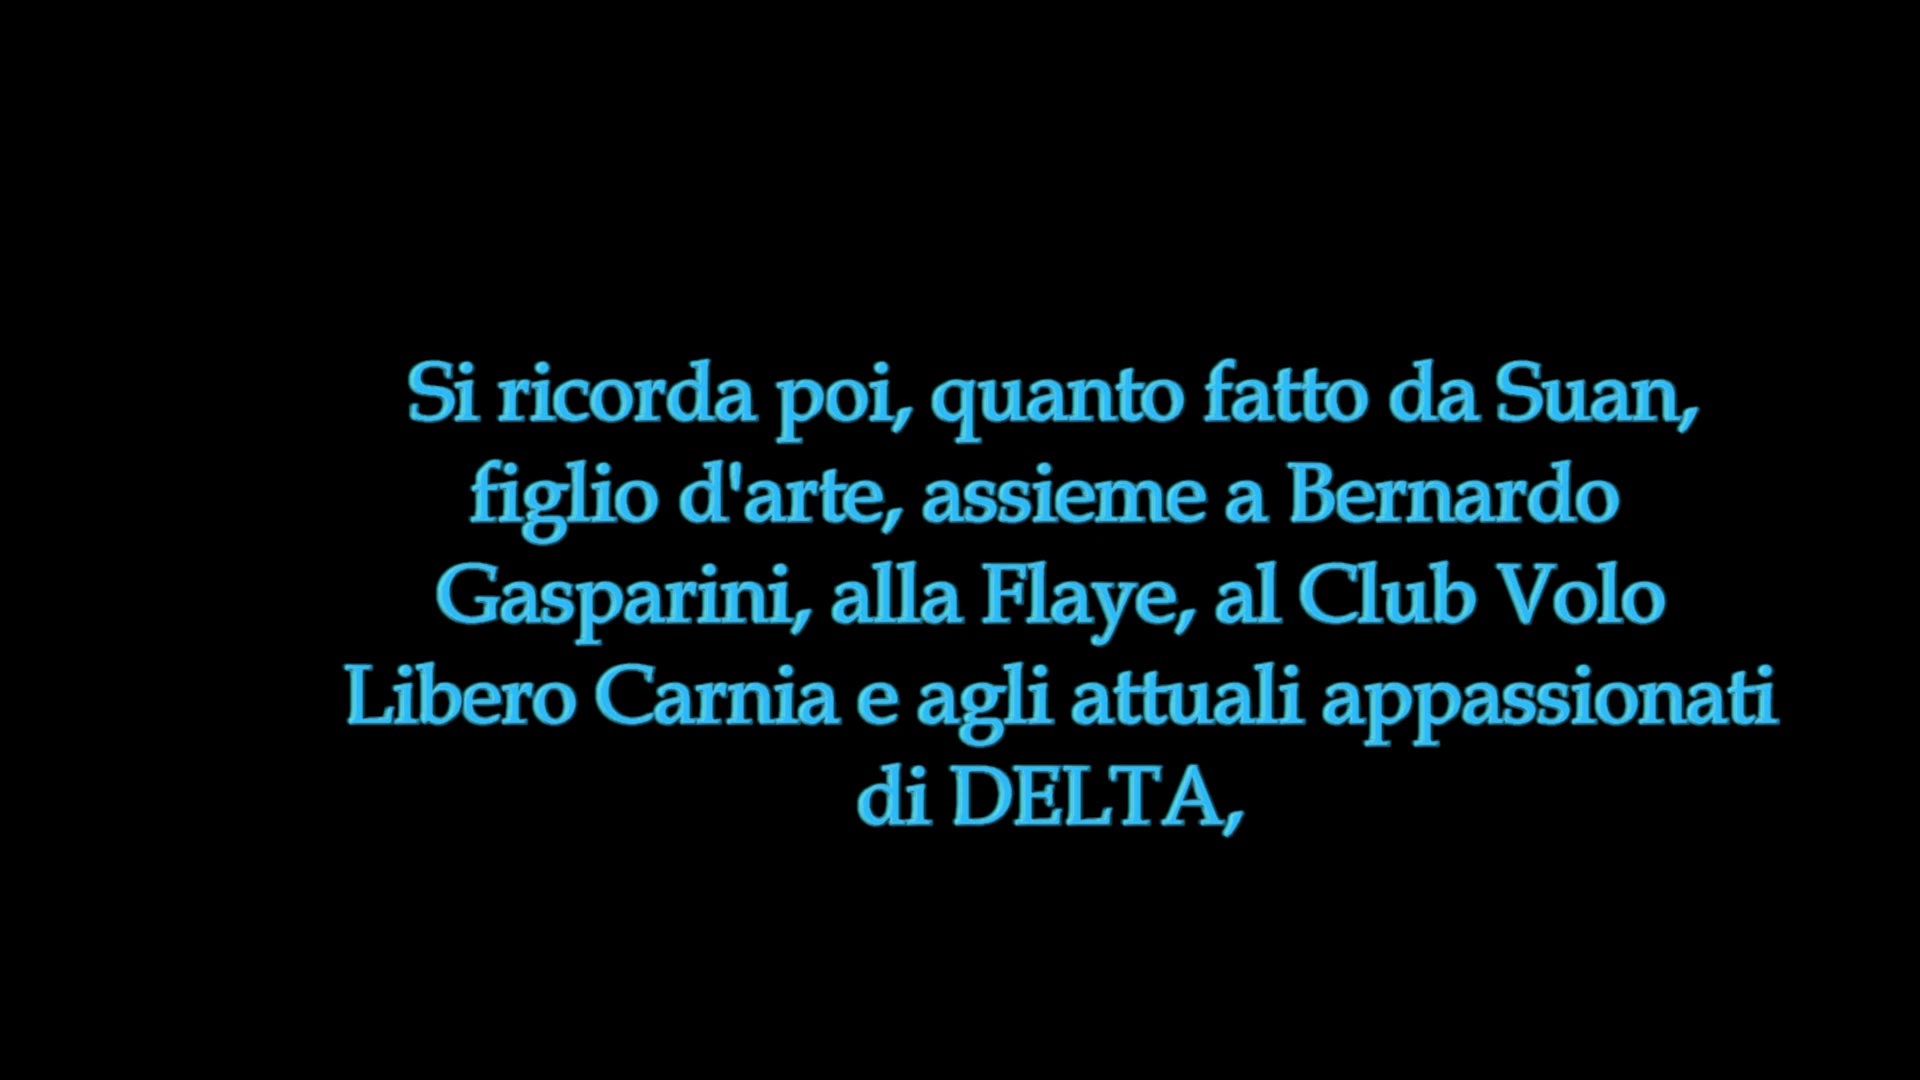 Si ricorda poi, quanto fatto da Suan,
figlio d'arte, assieme a Bernardo
Gasparini, alla Flaye, al Club Volo
Libero Carnia e agli attuali appassionati
di DELTA,